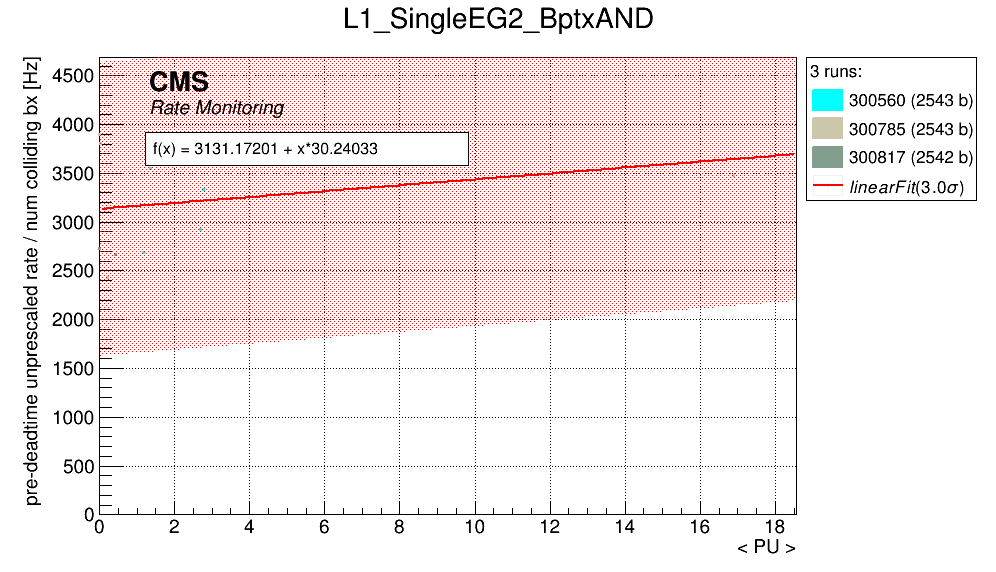 L1_SingleEG2_BptxAND
pre-deadtime unprescaled rate / num colliding bx [Hz]
4500
4000
3500
3000
2500
2000
1500
1000
500
0
CMS
Rate Monitoring
f(x) = 3131.17201 + x*30.24033
0 2 4 6 8 10 12 14 16 18
< PU >
3 runs:
300560 (2543 b)
300785 (2543 b)
300817 (2542 b)
linearFit(3.0σ)